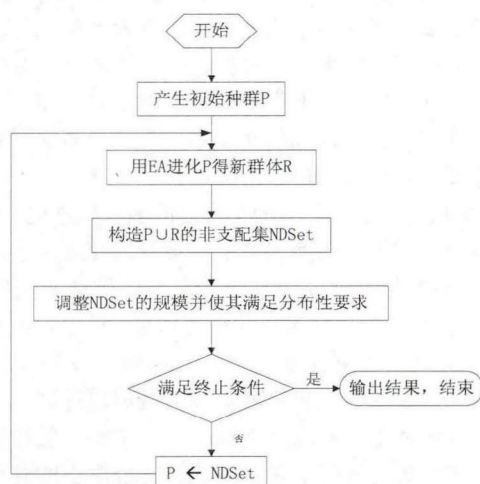 开始
产生初始种群P
用EA进化P得新群体R
构造P∪R的非支配集NDSet
调整NDSet的规模并使其满足分布性要求
满足终止条件
是
输出结果，结束
否
P ← NDSet